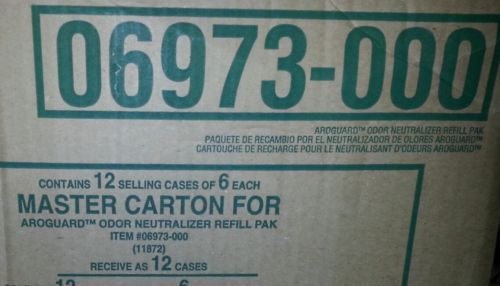 06973-000
AROGUARD™ ODOR NEUTRALIZER REFILL PAK
PAQUETE DE RECAMBIO POR EL NEUTRALIZADOR DE OLORES AROGUARD™
CARTOUCHE DE RECHARGE POUR LE NEUTRALISANT D'ODEURS AROGUARD™
CONTAINS 12 SELLING CASES OF 6 EACH
MASTER CARTON FOR
AROGUARD™ ODOR NEUTRALIZER REFILL PAK
ITEM #06973-000
(11872)
RECEIVE AS 12 CASES
12 6